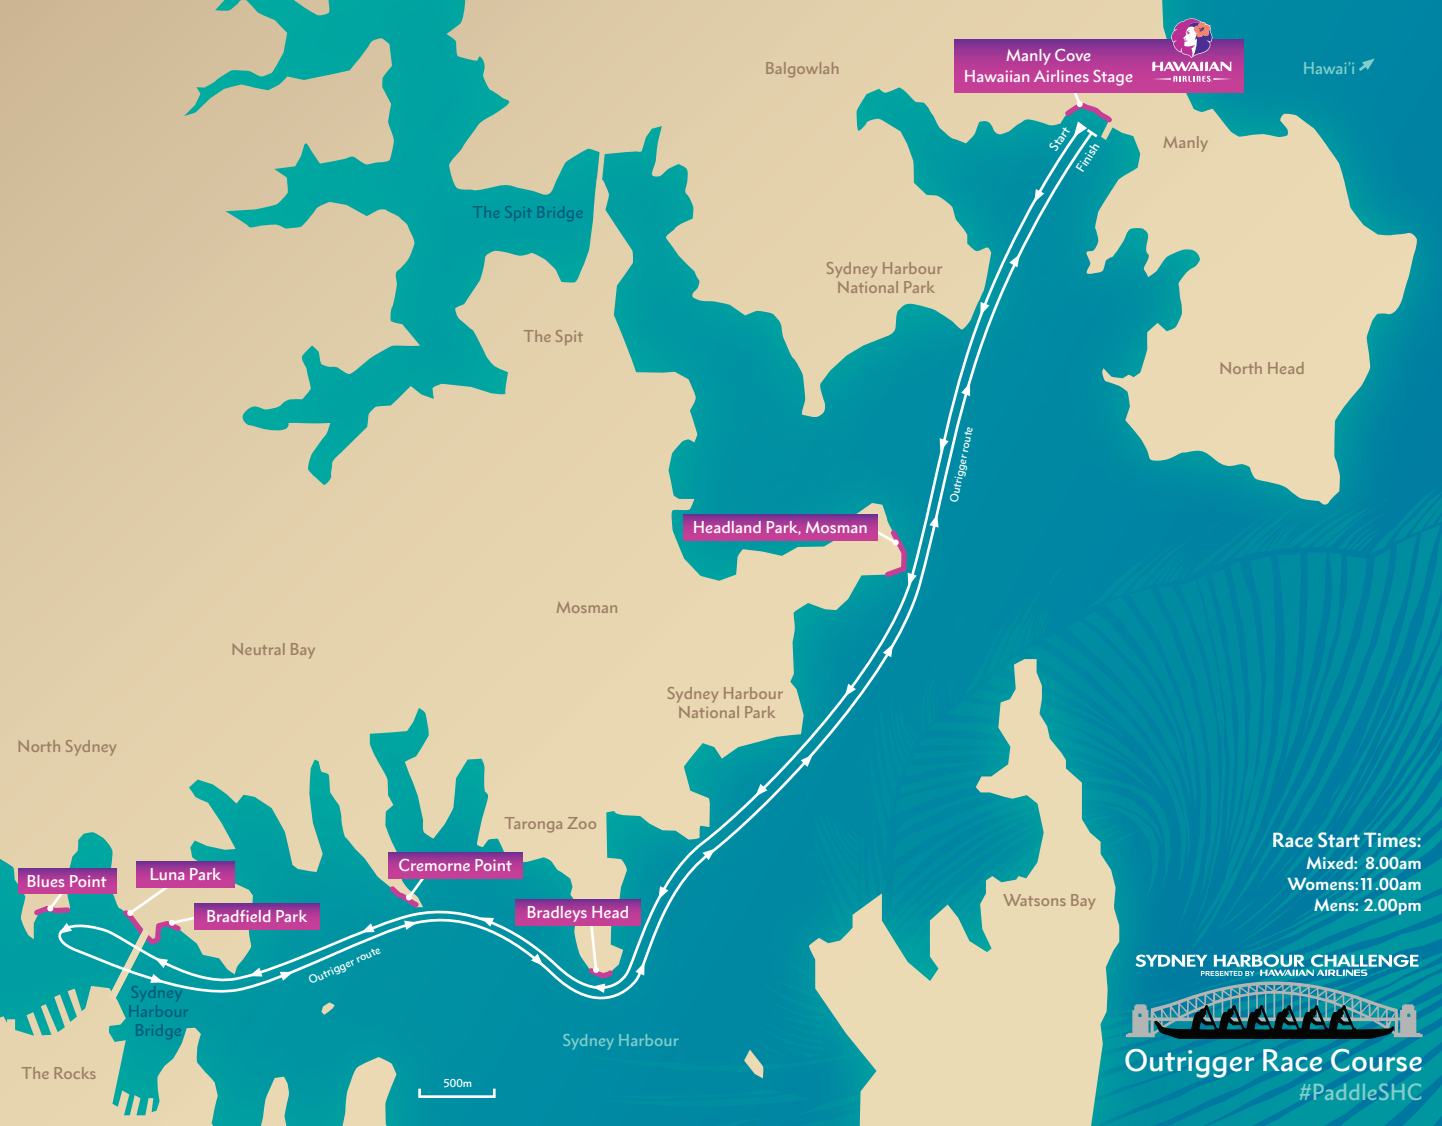 Balgowlah
Manly Cove
Hawaiian Airlines Stage
HAWAIIAN
AIRLINES
Hawai'i
Start
Finish
Manly
The Spit Bridge
Sydney Harbour
National Park
The Spit
North Head
Outrigger route
Headland Park, Mosman
Mosman
Neutral Bay
Sydney Harbour
National Park
North Sydney
Taronga Zoo
Race Start Times:
Mixed: 8.00am
Womens:11.00am
Mens: 2.00pm
Cremorne Point
Luna Park
Blues Point
Bradfield Park
Bradleys Head
Watsons Bay
Outrigger route
Sydney
Harbour
Bridge
Sydney Harbour
The Rocks
500m
SYDNEY HARBOUR CHALLENGE
PRESENTED BY HAWAIIAN AIRLINES
Outrigger Race Course
#PaddleSHC